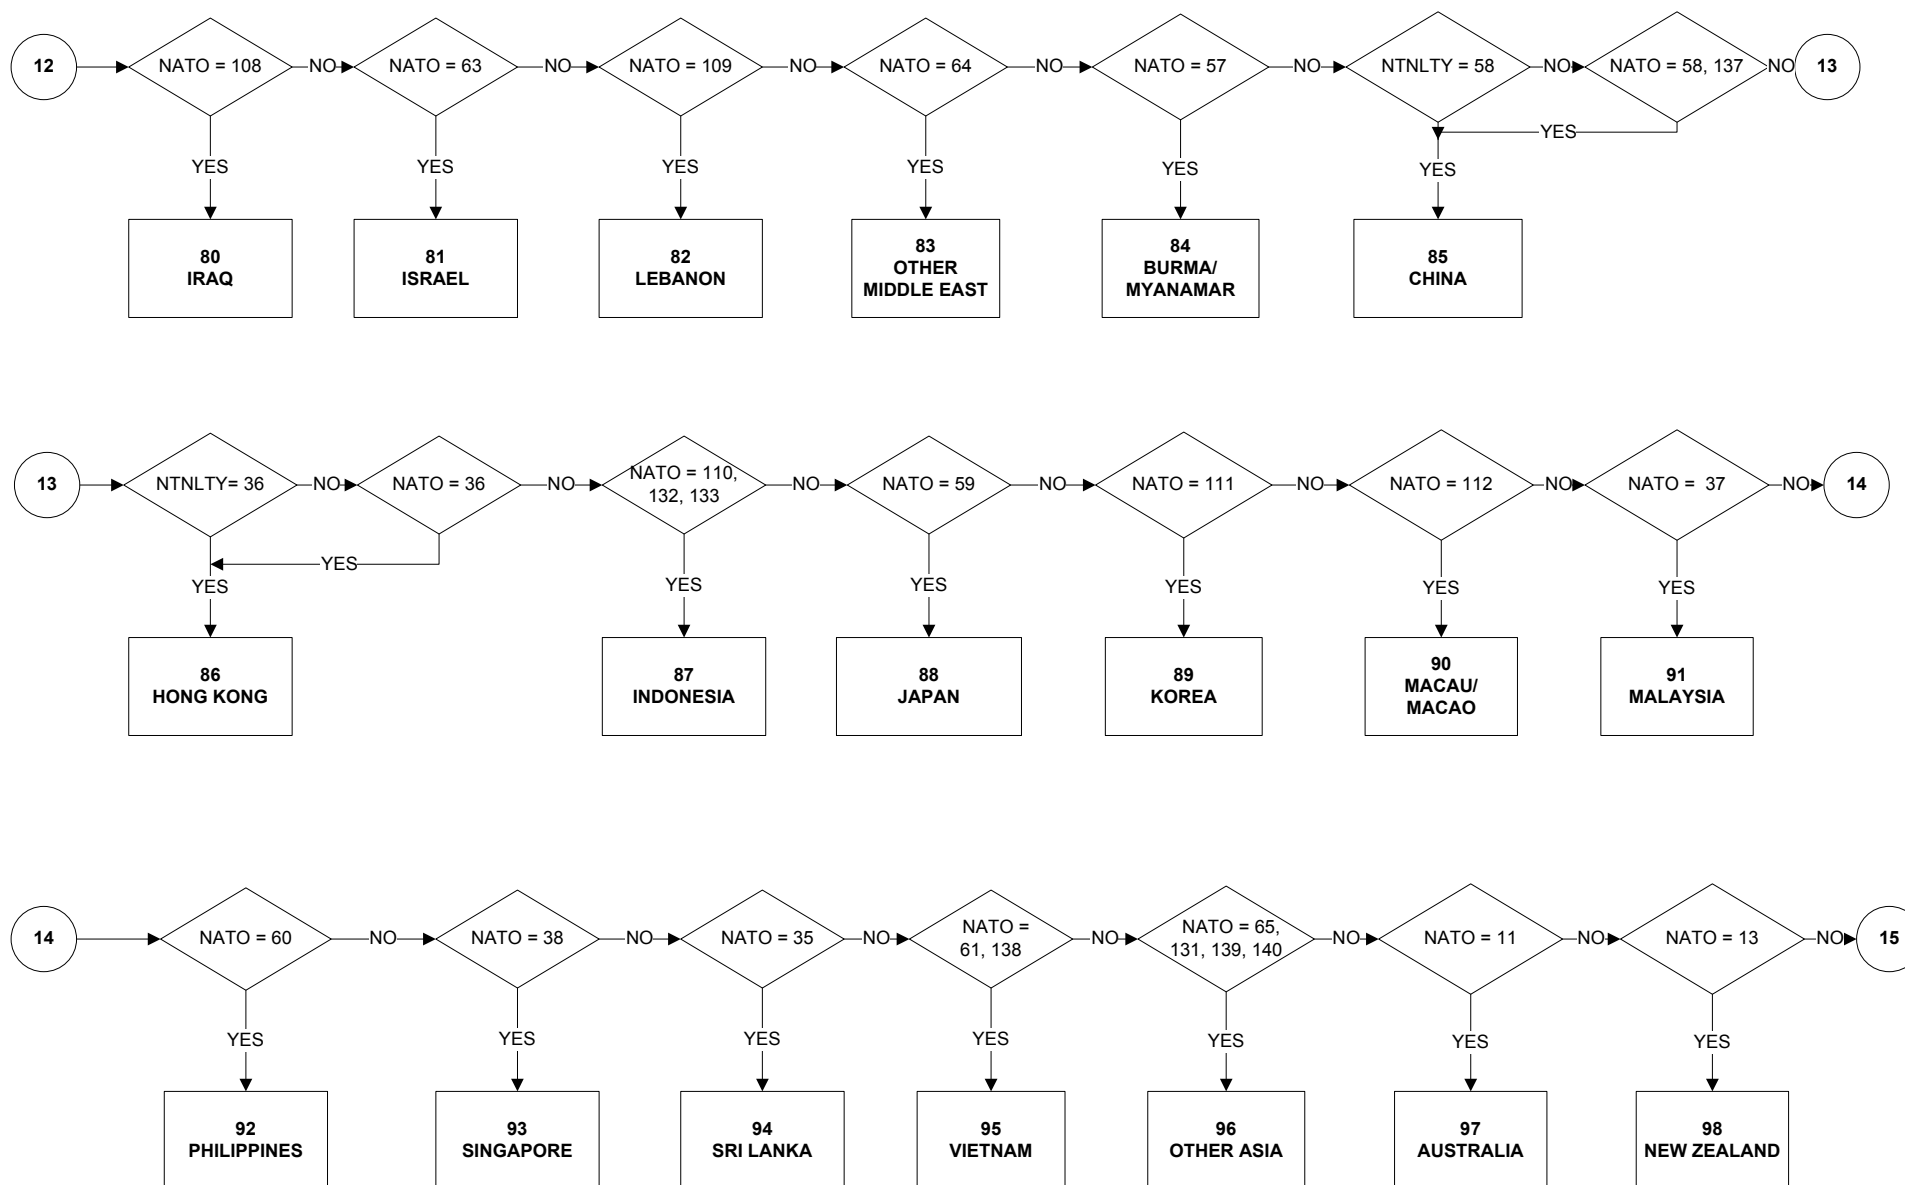 12
NATO = 108
NO
NATO = 63
NO
NATO = 109
NO
NATO = 64
NO
NATO = 57
NO
NTNLTY = 58
NO
NATO = 58, 137
NO
13
YES
YES
YES
YES
YES
YES
YES
80
IRAQ
81
ISRAEL
82
LEBANON
83
OTHER
MIDDLE EAST
84
BURMA/
MYANAMAR
85
CHINA
13
NTNLTY= 36
NO
NATO = 36
NO
NATO = 110,
132, 133
NO
NATO = 59
NO
NATO = 111
NO
NATO = 112
NO
NATO =  37
NO
14
YES
YES
YES
YES
YES
YES
YES
86
HONG KONG
87
INDONESIA
88
JAPAN
89
KOREA
90
MACAU/
MACAO
91
MALAYSIA
14
NATO = 60
NO
NATO = 38
NO
NATO = 35
NO
NATO =
61, 138
NO
NATO = 65,
131, 139, 140
NO
NATO = 11
NO
NATO = 13
NO
15
YES
YES
YES
YES
YES
YES
YES
92
PHILIPPINES
93
SINGAPORE
94
SRI LANKA
95
VIETNAM
96
OTHER ASIA
97
AUSTRALIA
98
NEW ZEALAND